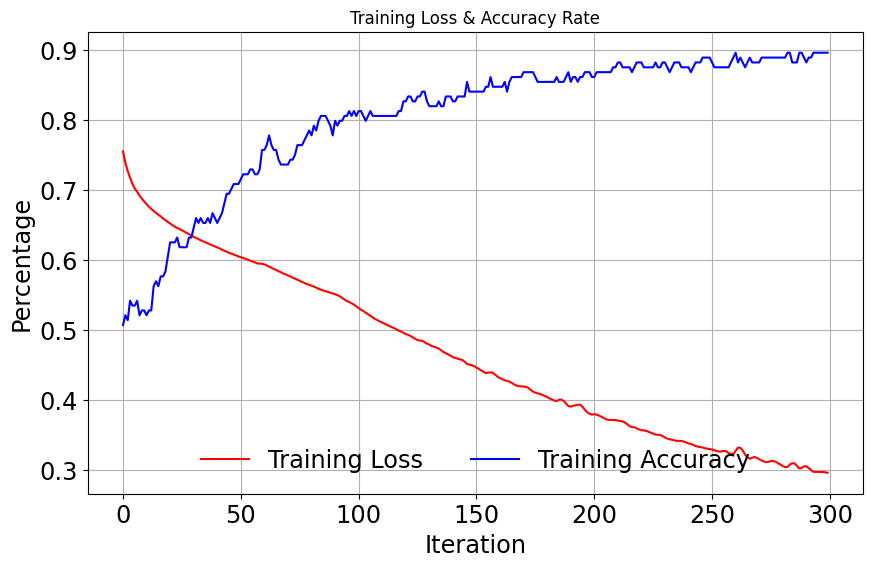 Training Loss & Accuracy Rate
Percentage
0.9
0.8
0.7
0.6
0.5
0.4
0.3
Training Loss
Training Accuracy
0 50 100 150 200 250 300
Iteration